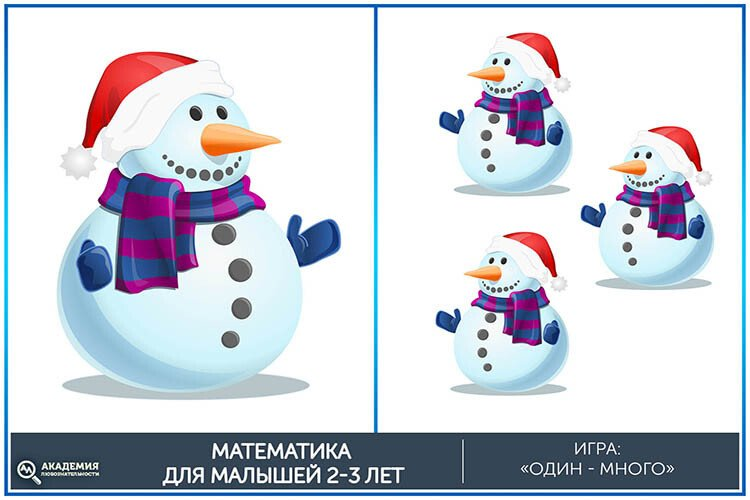 АКАДЕМИЯ
ЛЮБОЗНАТЕЛЬНОСТИ
МАТЕМАТИКА
ДЛЯ МАЛЫШЕЙ 2-3 ЛЕТ
ИГРА:
«ОДИН - МНОГО»